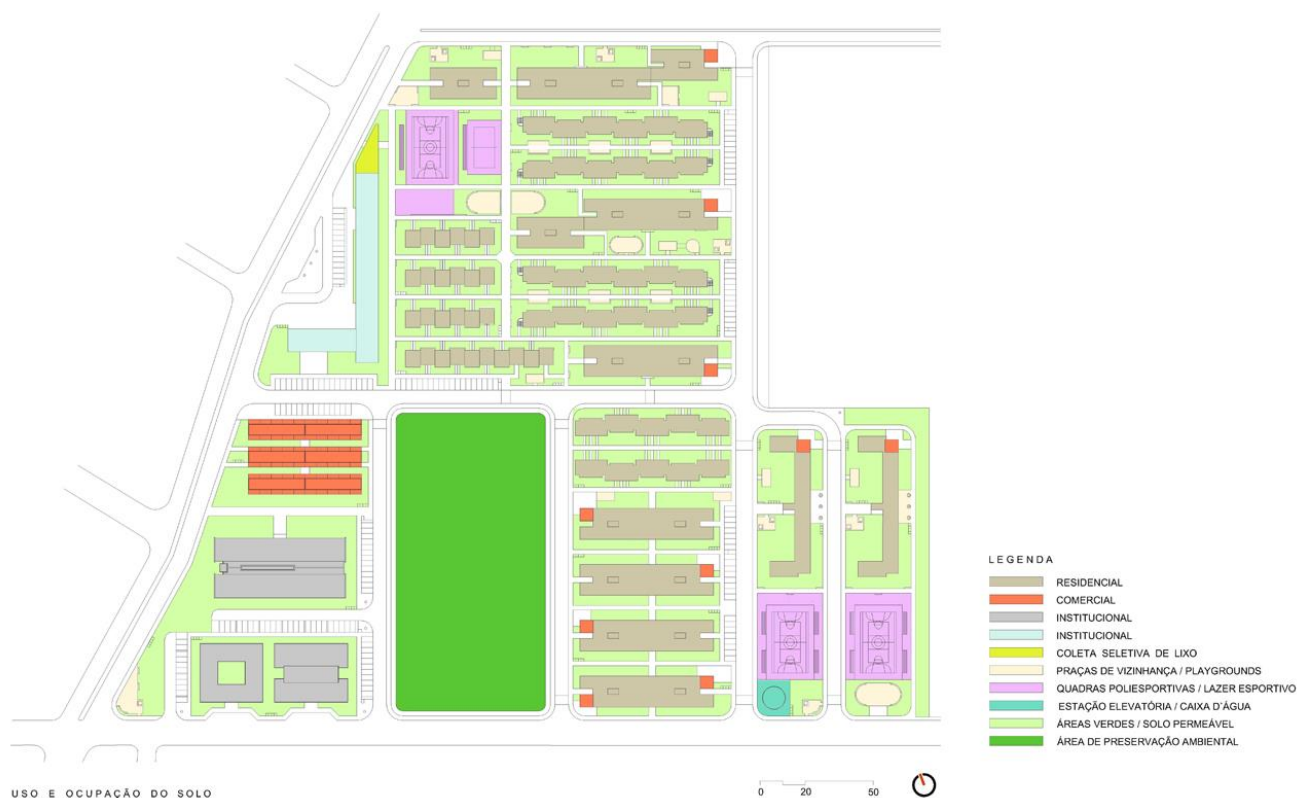 LEGENDA
RESIDENCIAL
COMERCIAL
INSTITUCIONAL
INSTITUCIONAL
COLETA SELETIVA DE LIXO
PRAÇAS DE VIZINHANÇA / PLAYGROUNDS
QUADRAS POLIESPORTIVAS / LAZER ESPORTIVO
ESTAÇÃO ELEVATÓRIA / CAIXA D'ÁGUA
ÁREAS VERDES / SOLO PERMEÁVEL
ÁREA DE PRESERVAÇÃO AMBIENTAL
USO E OCUPAÇÃO DO SOLO
0 20 50